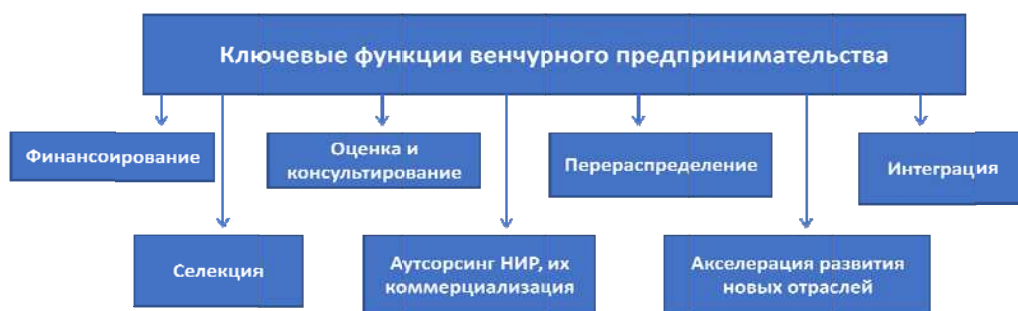 Ключевые функции венчурного предпринимательства
Финансоирование
Оценка и
консультирование
Перераспределение
Интеграция
Селекция
Аутсорсинг НИР, их
коммерциализация
Акселерация развития
новых отраслей